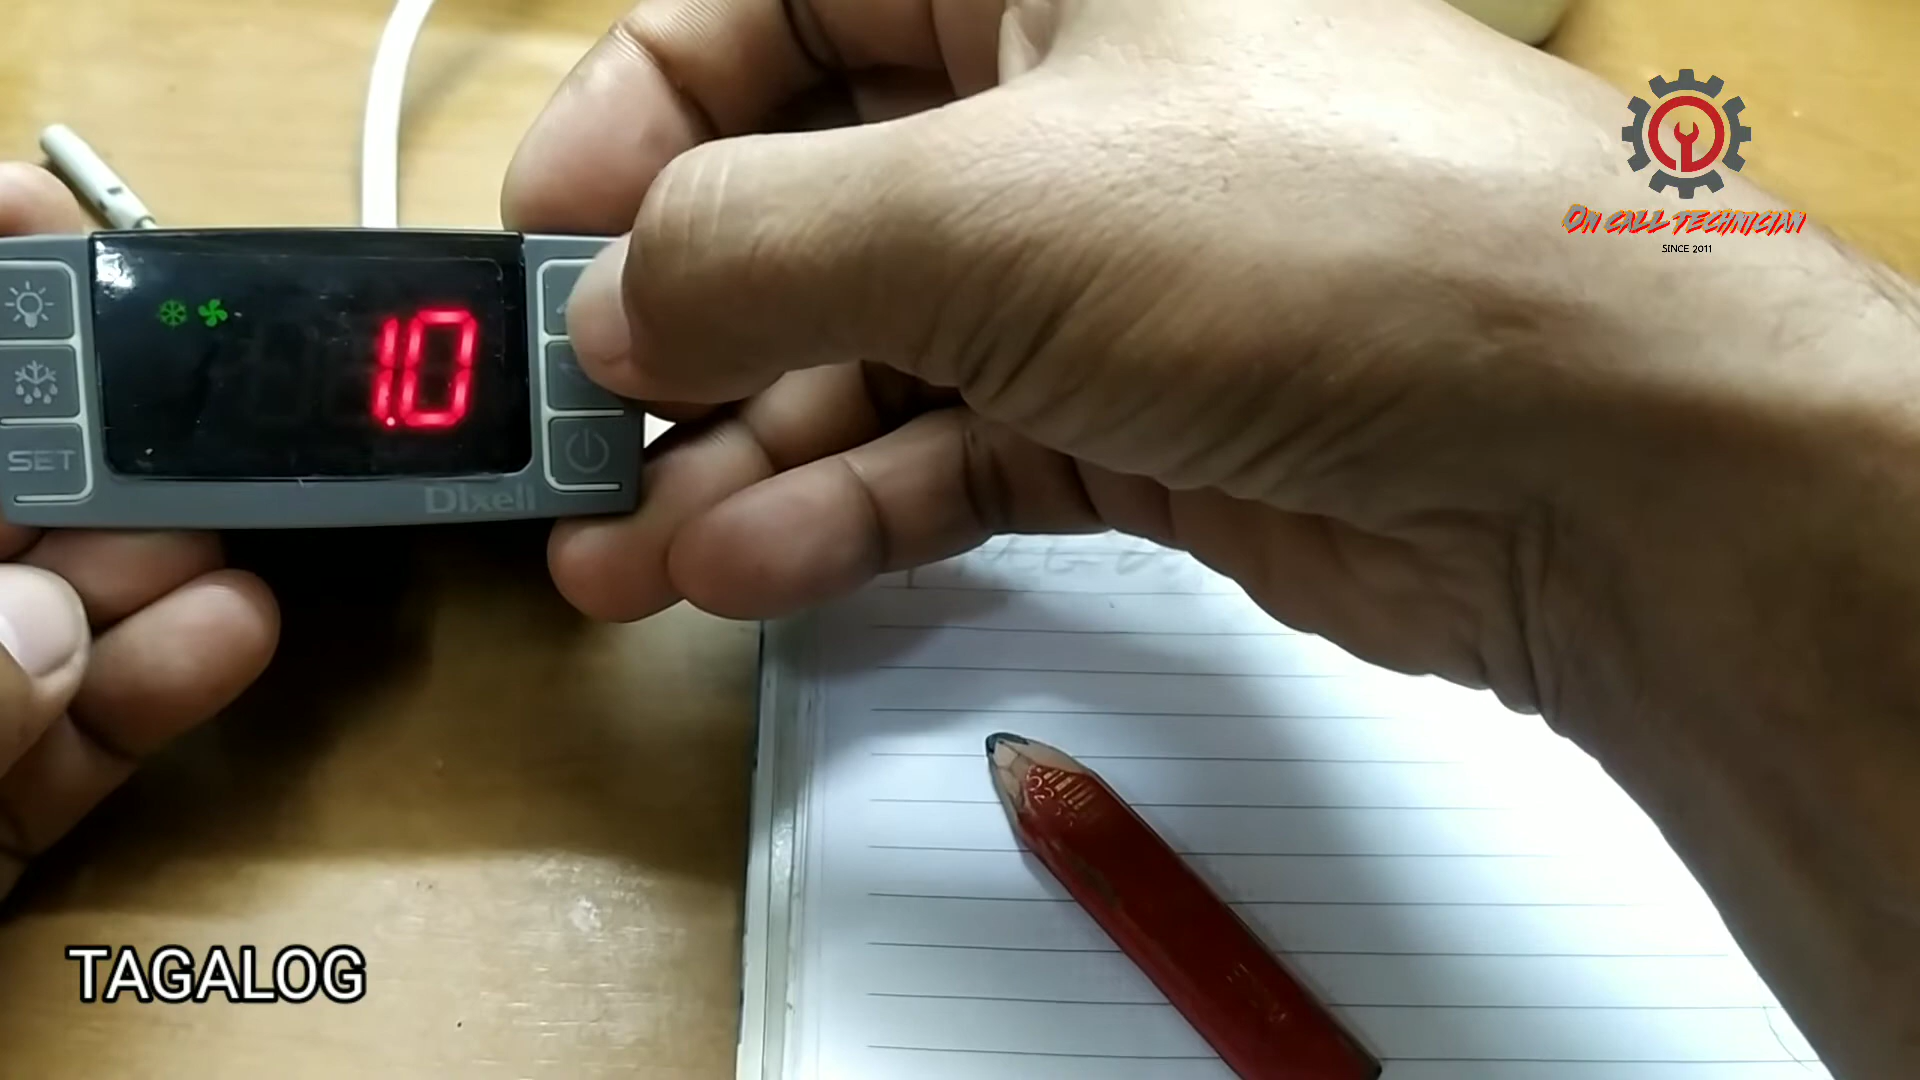 On call technician
SINCE 2011
1.0
SET
Dixell
TAGALOG